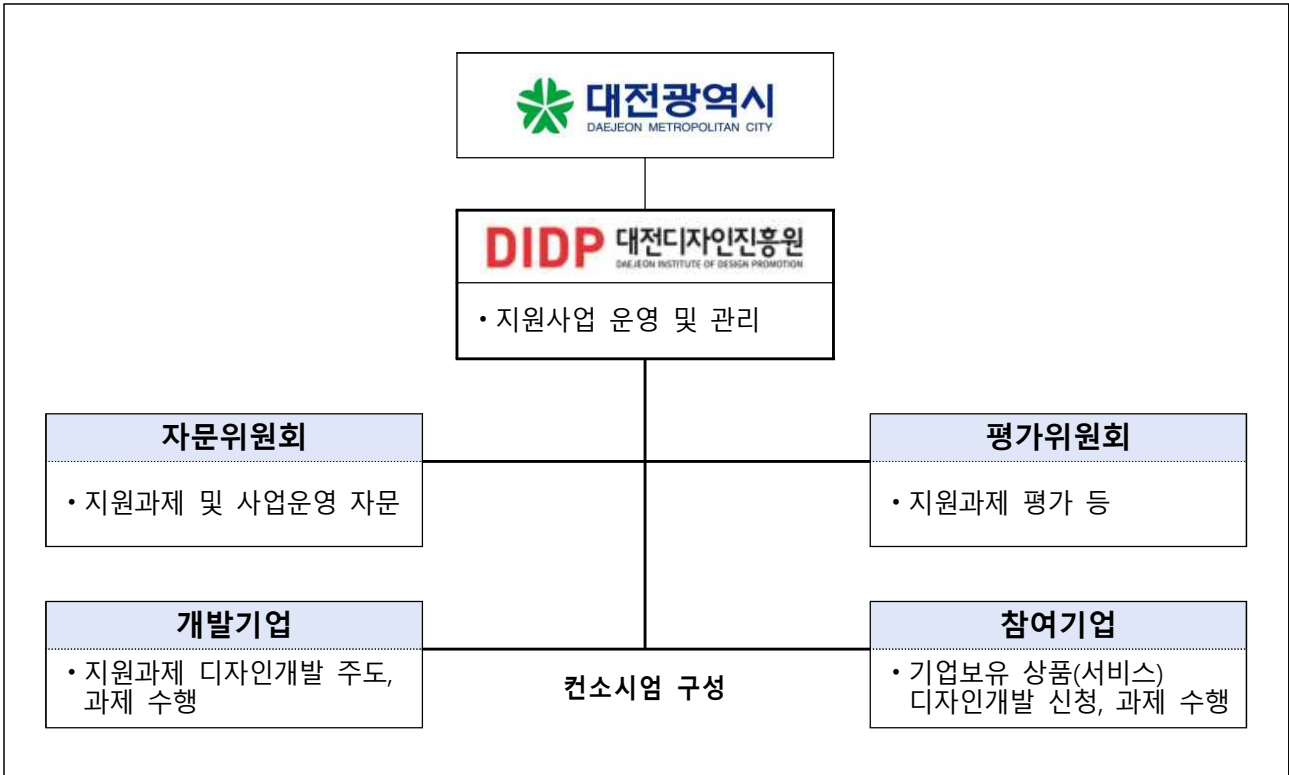 대전광역시
DAEJEON METROPOLITAN CITY
DIDP 대전디자인진흥원
DAEJEON INSTITUTE OF DESIGN PROMOTION
• 지원사업 운영 및 관리
자문위원회
• 지원과제 및 사업운영 자문
평가위원회
• 지원과제 평가 등
개발기업
• 지원과제 디자인개발 주도,
과제 수행
컨소시엄 구성
참여기업
• 기업보유 상품(서비스)
디자인개발 신청, 과제 수행